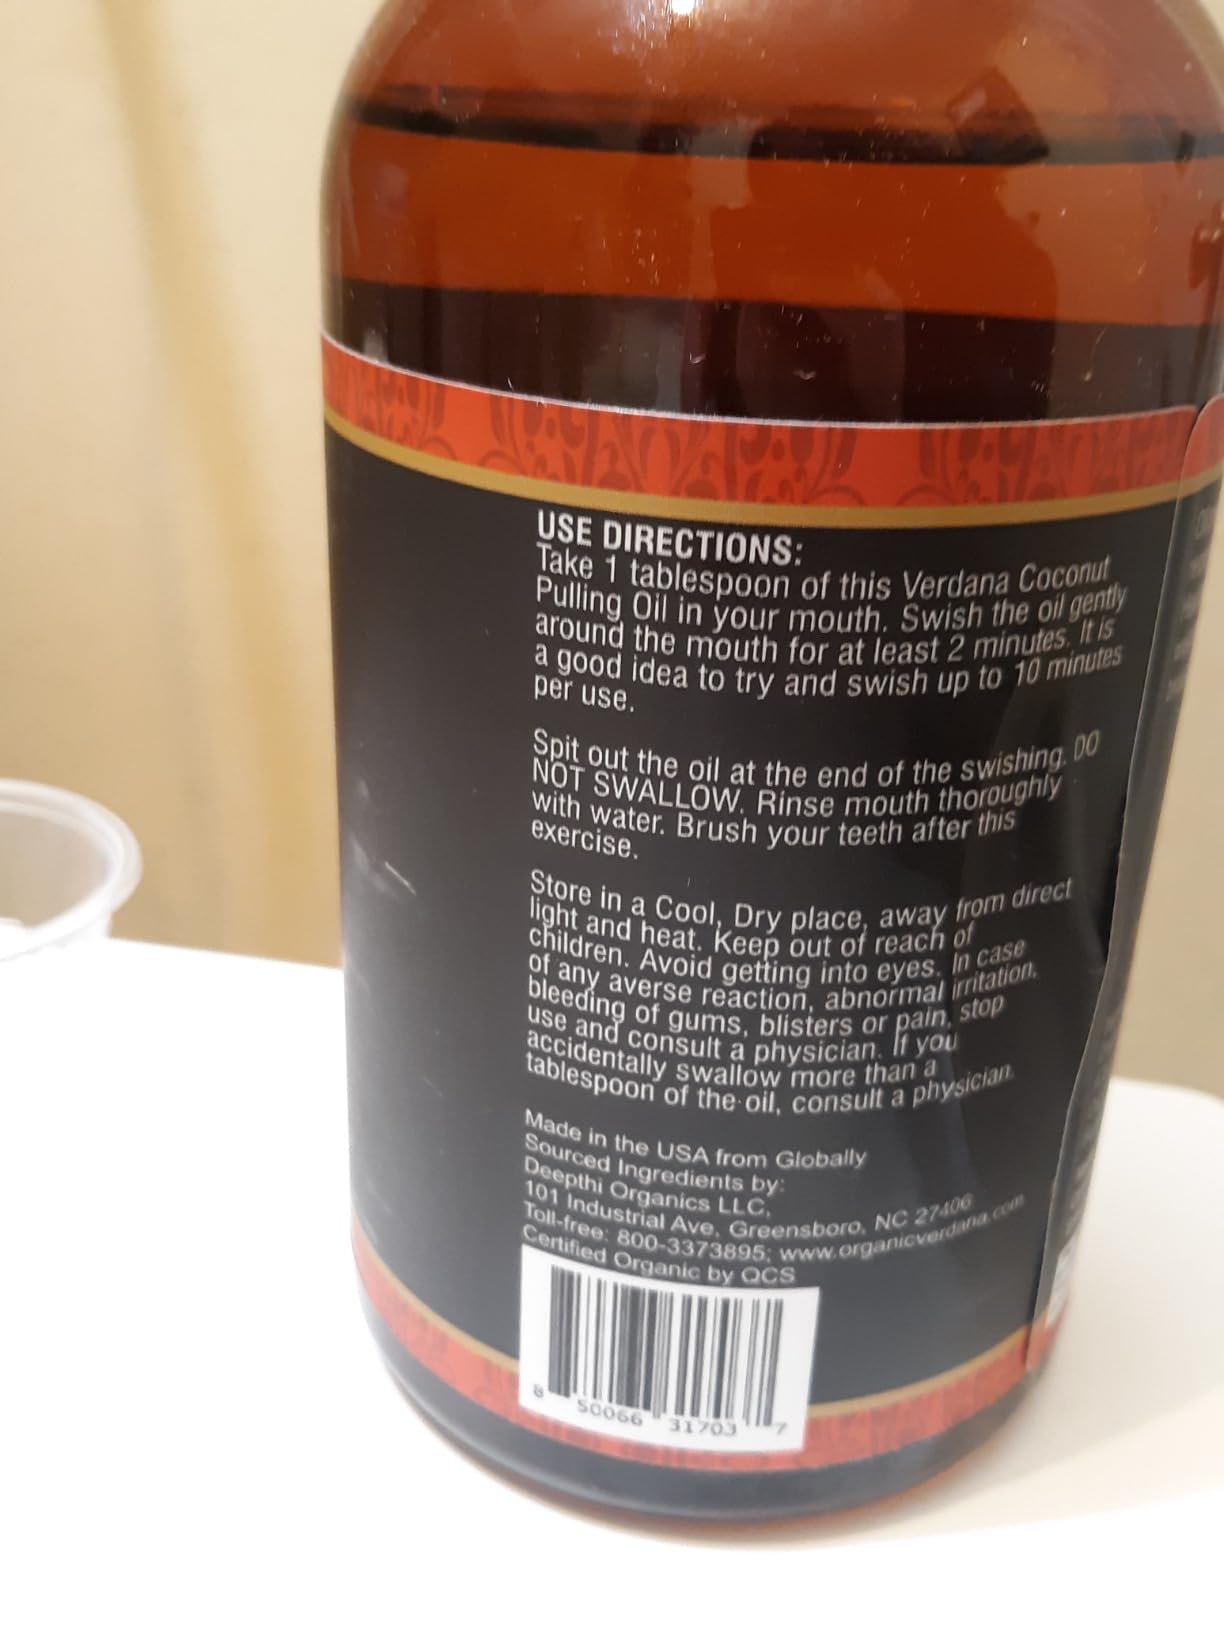 USE DIRECTIONS:
Take 1 tablespoon of this Verdana Coconut
Pulling Oil in your mouth. Swish the oil gently
around the mouth for at least 2 minutes. It is
a good idea to try and swish up to 10 minutes
per use.
Spit out the oil at the end of the swishing. DO
NOT SWALLOW. Rinse mouth thoroughly
with water. Brush your teeth after this
exercise.
Store in a Cool, Dry place, away from direct
light and heat. Keep out of reach of
children. Avoid getting into eyes. In case
of any averse reaction, abnormal irritation,
bleeding of gums, blisters or pain, stop
use and consult a physician. If you
accidentally swallow more than a
tablespoon of the oil, consult a physician.
Made in the USA from Globally
Sourced Ingredients by:
Deepthi Organics LLC,
101 Industrial Ave, Greensboro, NC 27406
Toll-free: 800-3373895; www.organicverdana.com
Certified Organic by QCS
8 50066 31703 7